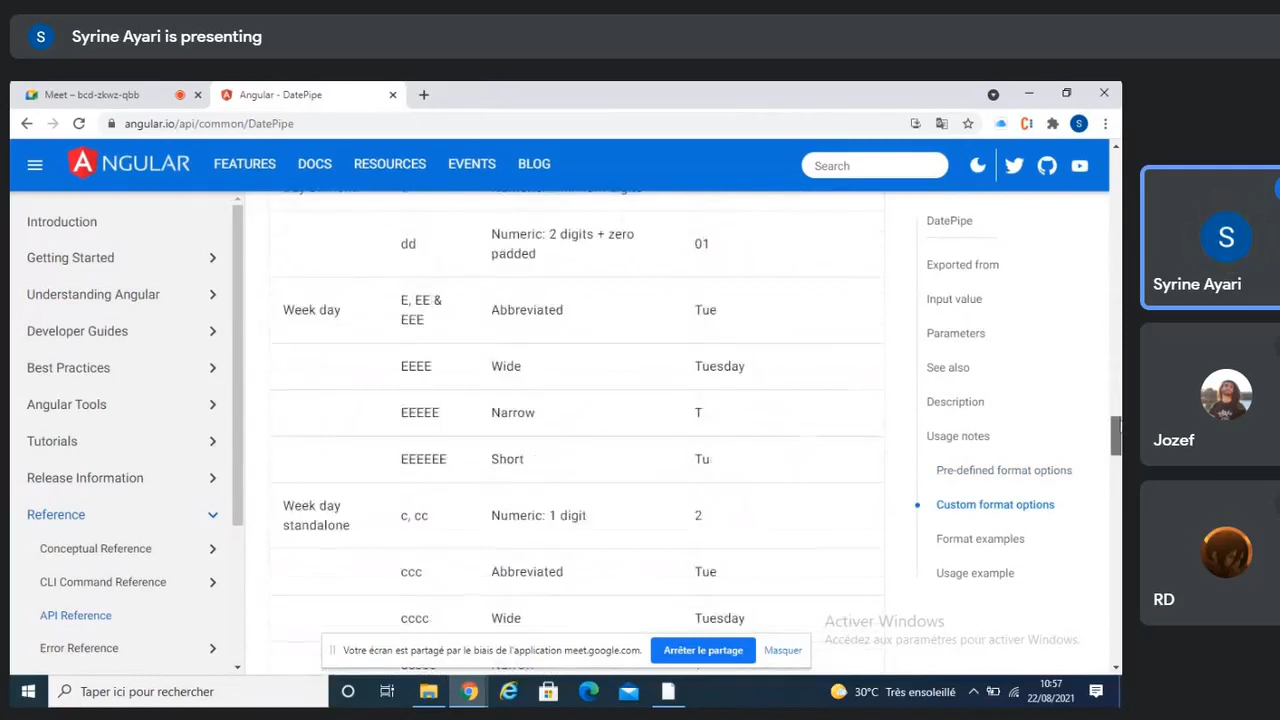 S
Syrine Ayari is presenting
Meet – bcd-zkwz-qbb
Angular - DatePipe
angular.io/api/common/DatePipe
S
NGULAR
FEATURES
DOCS
RESOURCES
EVENTS
BLOG
Search
Introduction
Getting Started
Understanding Angular
Developer Guides
Best Practices
Angular Tools
Tutorials
Release Information
Reference
Conceptual Reference
CLI Command Reference
API Reference
Error Reference
dd
Numeric: 2 digits + zero
padded
01
Week day
E, EE &
EEE
Abbreviated
Tue
EEEE
Wide
Tuesday
EEEEE
Narrow
T
EEEEEE
Short
Tu
Week day
standalone
c, cc
Numeric: 1 digit
2
ccc
Abbreviated
Tue
cccc
Wide
Tuesday
DatePipe
Exported from
Input value
Parameters
See also
Description
Usage notes
Pre-defined format options
Custom format options
Format examples
Usage example
Activer Windows
Accédez aux paramètres pour activer Windows.
Votre écran est partagé par le biais de l'application meet.google.com.
Arrêter le partage
Masquer
Taper ici pour rechercher
30°C Très ensoleillé
10:57
22/08/2021
S
Syrine Ayari
Jozef
RD